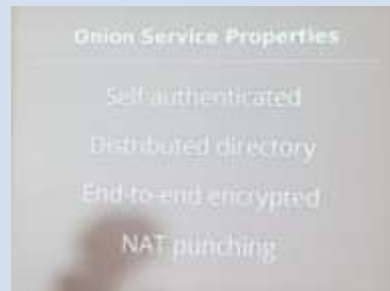 Onion Service Properties
Self authenticated
Distributed directory
End-to-end encrypted
NAT punching